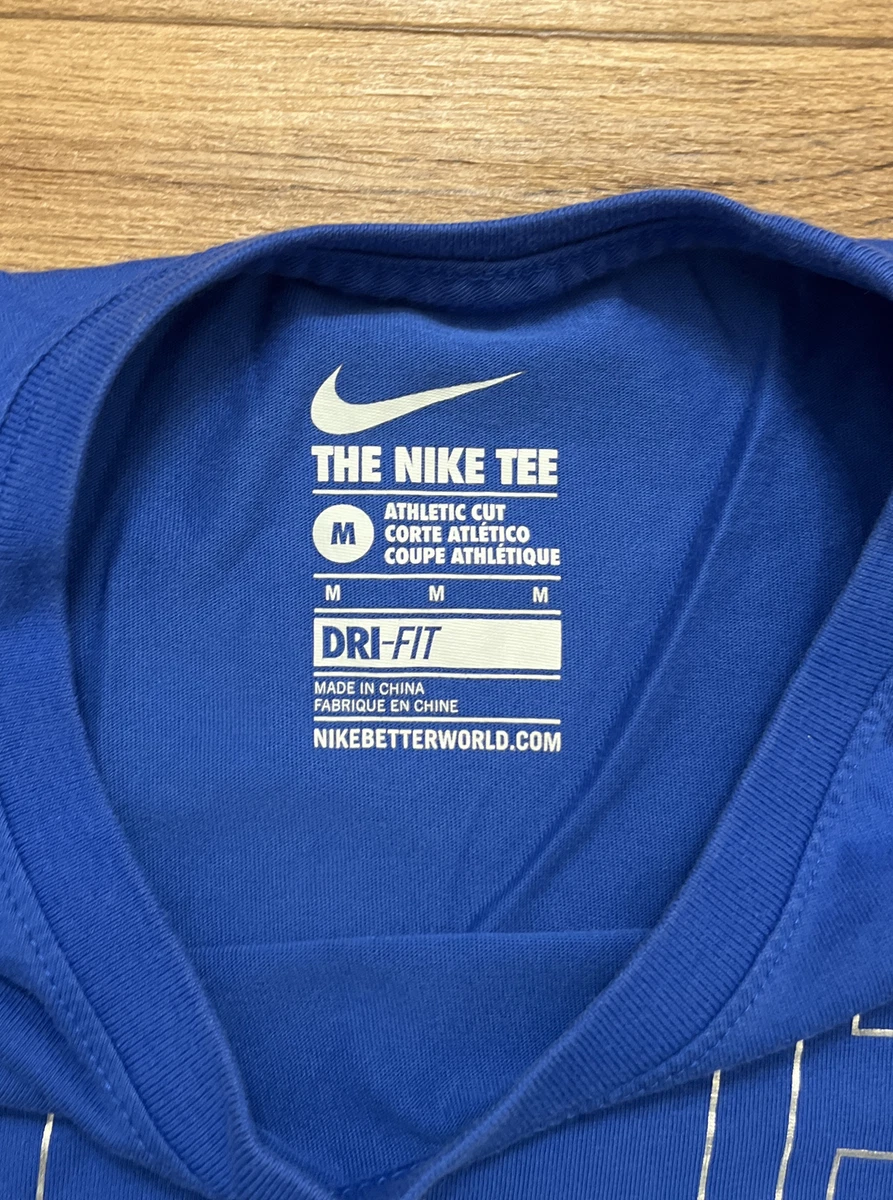 THE NIKE TEE
M
ATHLETIC CUT
CORTE ATLÉTICO
COUPE ATHLÉTIQUE
M M M
DRI-FIT
MADE IN CHINA
FABRIQUE EN CHINE
NIKEBETTERWORLD.COM